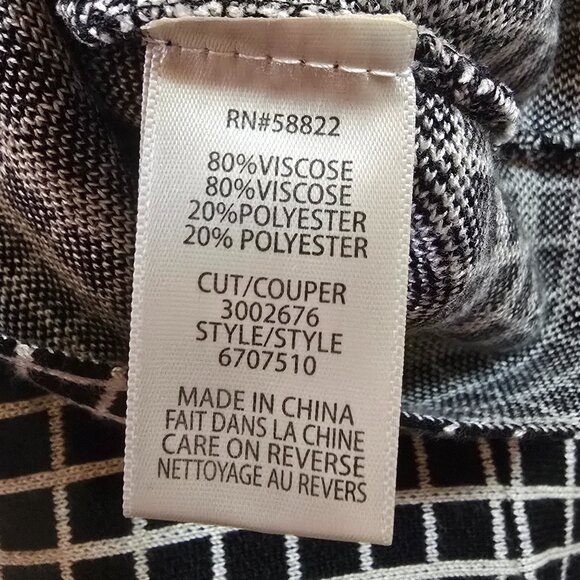 RN#58822
80%VISCOSE
80%VISCOSE
20%POLYESTER
20% POLYESTER
CUT/COUPER
3002676
STYLE/STYLE
6707510
MADE IN CHINA
FAIT DANS LA CHINE
CARE ON REVERSE
NETTOYAGE AU REVERS